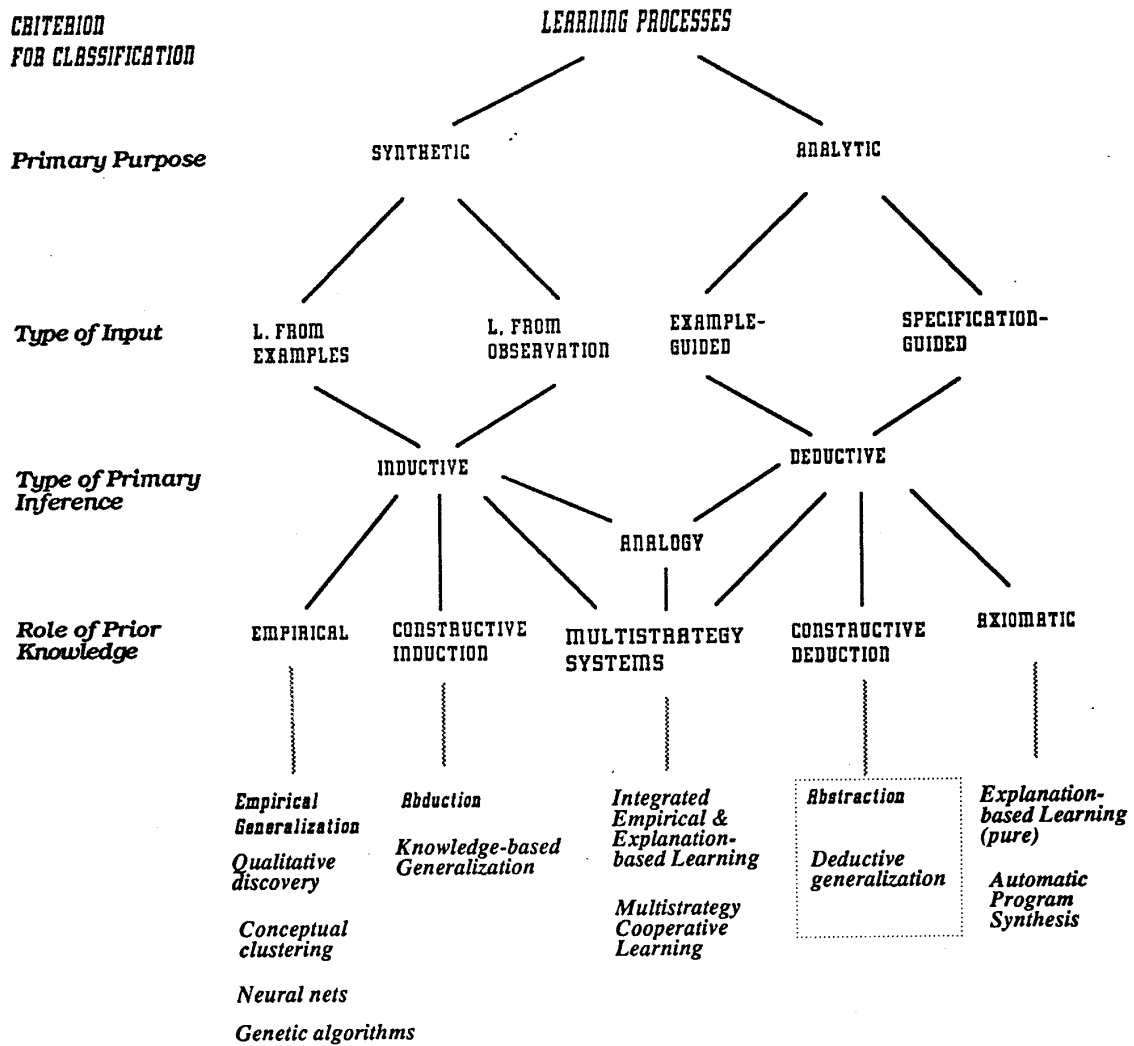 CRITERION
FOR CLASSIFICATION
LEARNING PROCESSES
Primary Purpose
SYNTHETIC
ANALYTIC
Type of Input
L. FROM
EXAMPLES
L. FROM
OBSERVATION
EXAMPLE-
GUIDED
SPECIFICATION-
GUIDED
Type of Primary
Inference
INDUCTIVE
DEDUCTIVE
ANALOGY
Role of Prior
Knowledge
EMPIRICAL
CONSTRUCTIVE
INDUCTION
MULTISTRATEGY
SYSTEMS
CONSTRUCTIVE
DEDUCTION
AXIOMATIC
Empirical
Generalization
Qualitative
discovery
Conceptual
clustering
Neural nets
Genetic algorithms
Abduction
Knowledge-based
Generalization
Integrated
Empirical &
Explanation-
based Learning
Multistrategy
Cooperative
Learning
Abstraction
Deductive
generalization
Explanation-
based Learning
(pure)
Automatic
Program
Synthesis